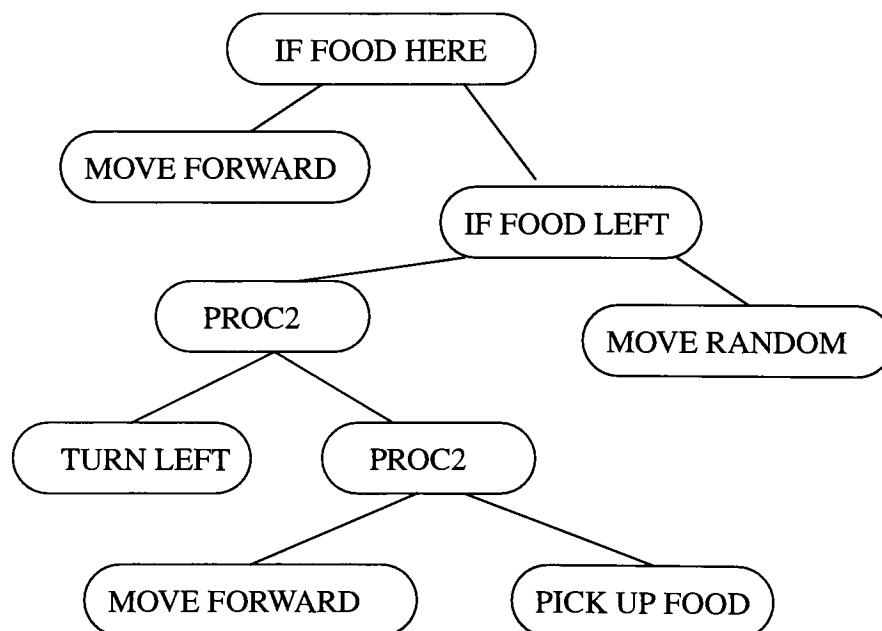 IF FOOD HERE
MOVE FORWARD
IF FOOD LEFT
PROC2
MOVE RANDOM
TURN LEFT
PROC2
MOVE FORWARD
PICK UP FOOD